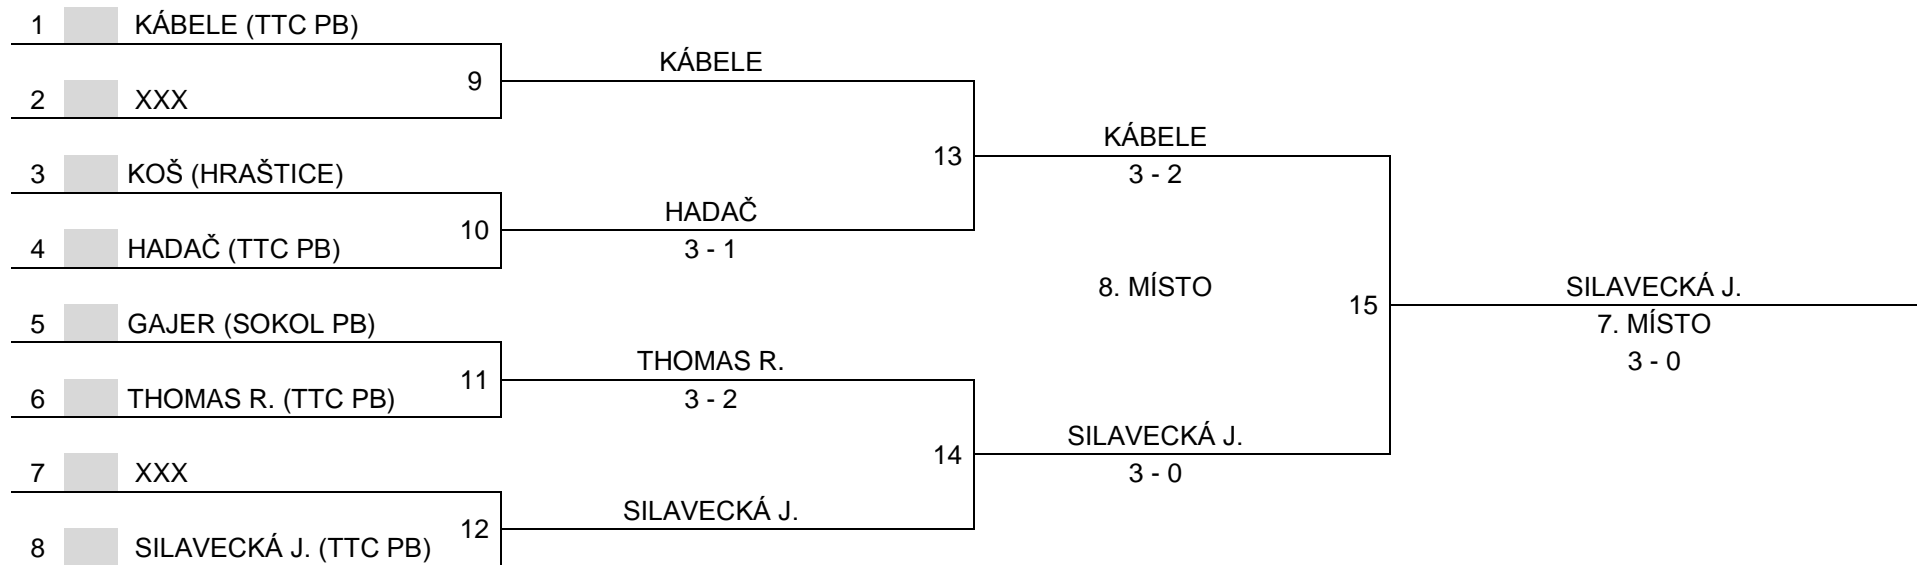 1 KÁBELE (TTC PB)
KÁBELE
9
2 XXX
KÁBELE
13
3 KOŠ (HRAŠTICE)
3 - 2
HADAČ
10
4 HADAČ (TTC PB)
3 - 1
8. MÍSTO
SILAVECKÁ J.
15
5 GAJER (SOKOL PB)
7. MÍSTO
THOMAS R.
3 - 0
11
6 THOMAS R. (TTC PB)
3 - 2
SILAVECKÁ J.
14
7 XXX
3 - 0
SILAVECKÁ J.
12
8 SILAVECKÁ J. (TTC PB)